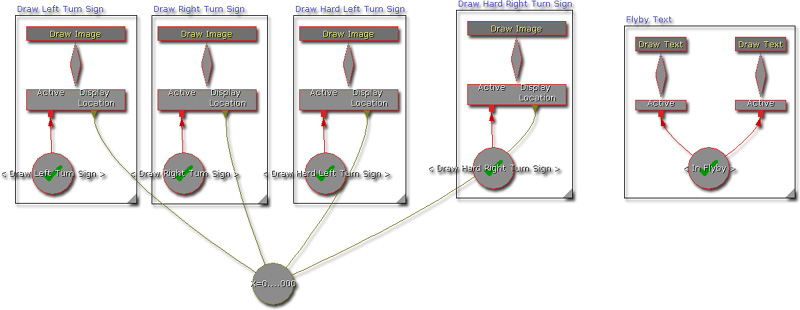 Draw Left Turn Sign
Draw Image
Active Display
Location
< Draw Left Turn Sign >
Draw Right Turn Sign
Draw Image
Active Display
Location
< Draw Right Turn Sign >
Draw Hard Left Turn Sign
Draw Image
Active Display
Location
< Draw Hard Left Turn Sign >
Draw Hard Right Turn Sign
Draw Image
Active Display
Location
< Draw Hard Right Turn Sign >
Flyby Text
Draw Text Draw Text
Active Active
< In Flyby >
X=0....000